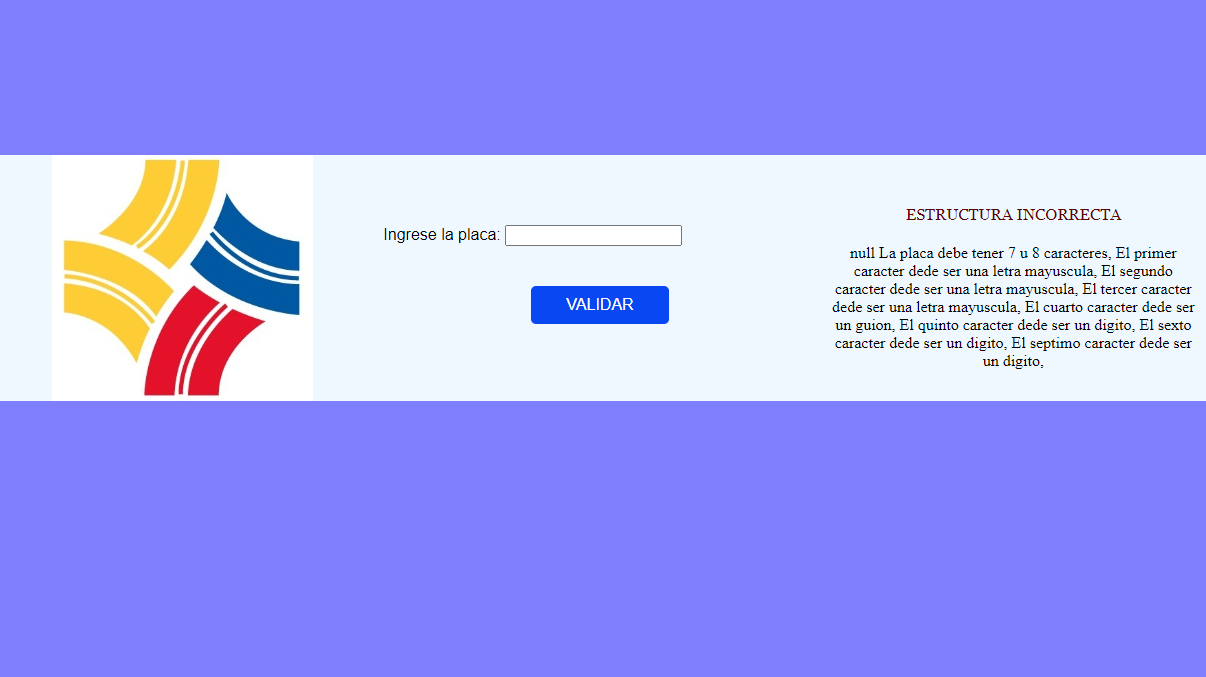 Ingrese la placa:
VALIDAR
ESTRUCTURA INCORRECTA
null La placa debe tener 7 u 8 caracteres, El primer
caracter dede ser una letra mayuscula, El segundo
caracter dede ser una letra mayuscula, El tercer caracter
dede ser una letra mayuscula, El cuarto caracter dede ser
un guion, El quinto caracter dede ser un digito, El sexto
caracter dede ser un digito, El septimo caracter dede ser
un digito,